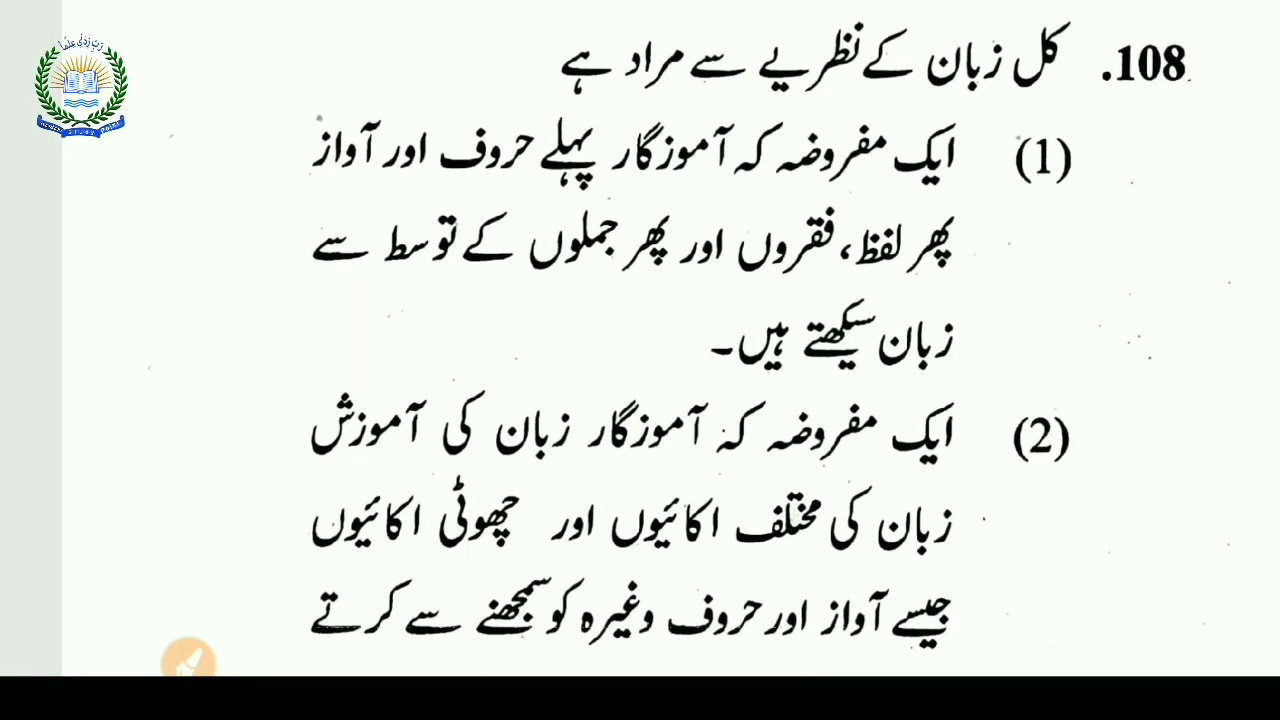 رَبِّ زِدْنِي عِلْمًا
108. کل زبان کے نظریے سے مراد ہے
(1) ایک مفروضہ کہ آموزگار پہلے حروف اور آواز
پھر لفظ، فقروں اور پھر جملوں کے توسط سے
زبان سیکھتے ہیں۔
(2) ایک مفروضہ کہ آموزگار زبان کی آموزش
زبان کی مختلف اکائیوں اور چھوٹی اکائیوں
جیسے آواز اور حروف وغیرہ کو سمجھنے سے کرتے